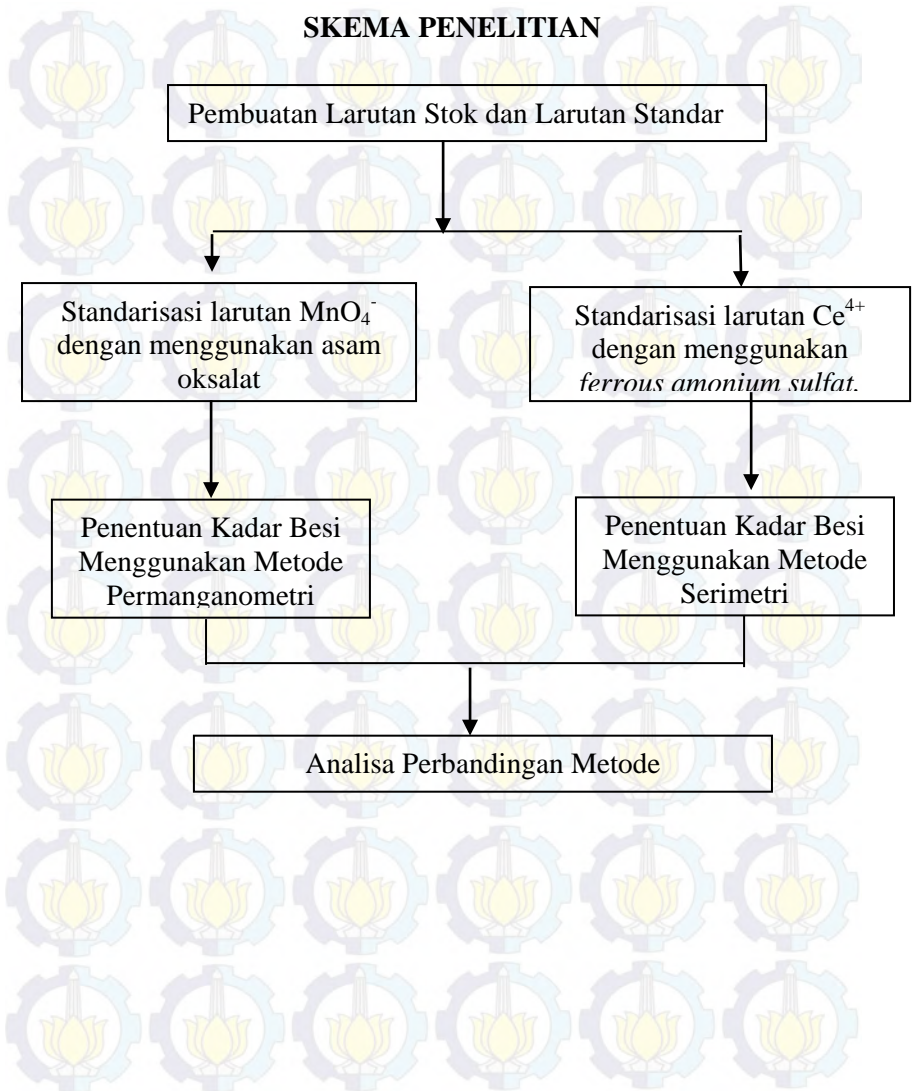 SKEMA PENELITIAN
Pembuatan Larutan Stok dan Larutan Standar
Standarisasi larutan MnO₄⁻
dengan menggunakan asam
oksalat
Standarisasi larutan Ce⁴⁺
dengan menggunakan
ferrous amonium sulfat.
Penentuan Kadar Besi
Menggunakan Metode
Permanganometri
Penentuan Kadar Besi
Menggunakan Metode
Serimetri
Analisa Perbandingan Metode